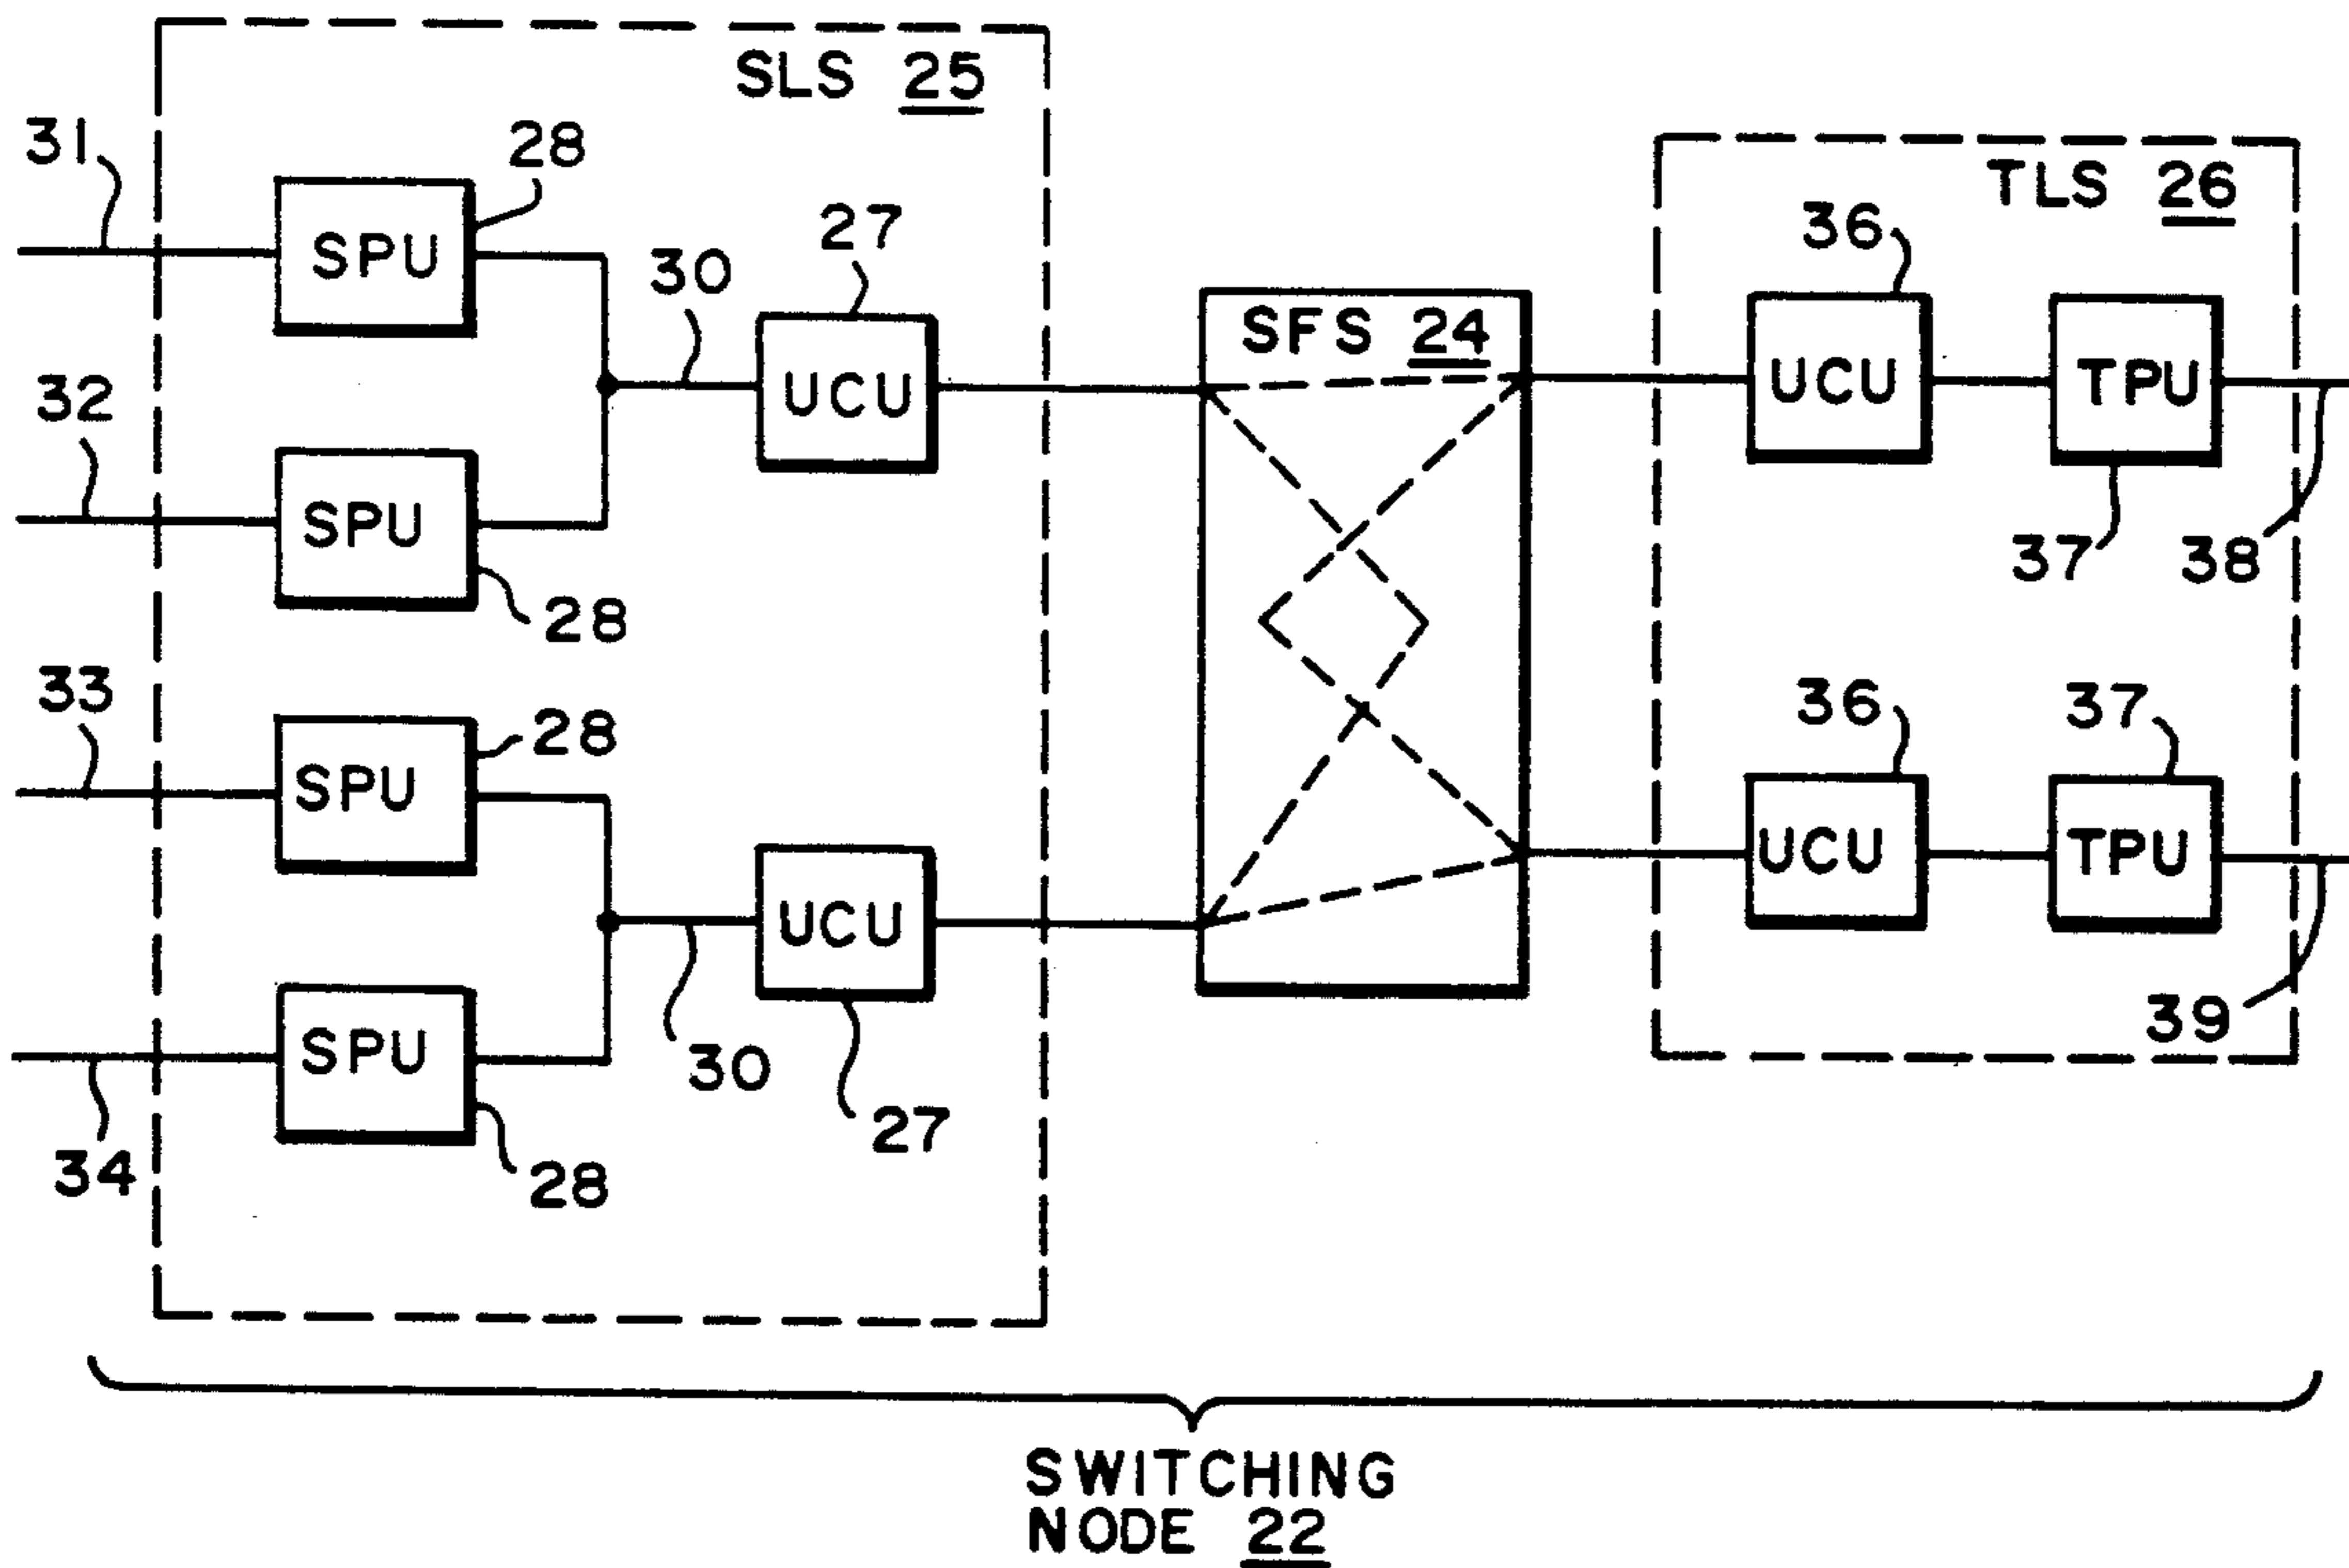 SLS 25
31
28
SPU
30
27
UCU
32
SPU
28
33
28
SPU
UCU
30
27
34
SPU
28
SFS 24
TLS 26
36
UCU
TPU
37
38
36
37
UCU
TPU
39
SWITCHING
NODE 22